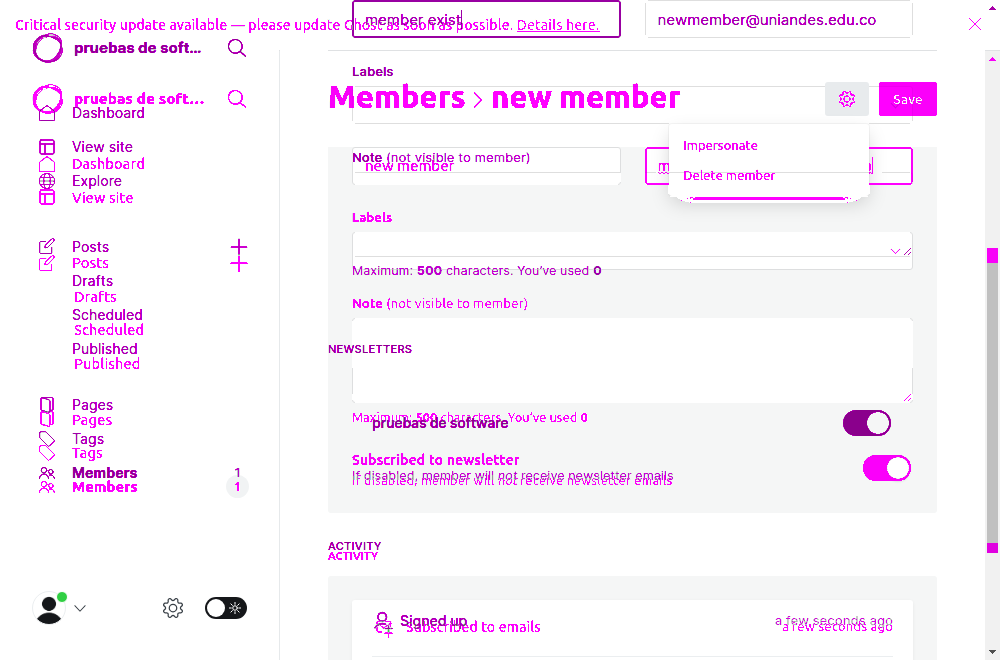 member exist
newmember@uniandes.edu.co
Critical security update available — please update Ghost as soon as possible. Details here.
pruebas de soft...
Labels
pruebas de soft...
Members > new member
Save
Dashboard
Impersonate
View site
Note (not visible to member)
Dashboard
new member
Delete member
Explore
View site
Labels
Posts
Posts
Maximum: 500 characters. You've used 0
Drafts
Drafts
Note (not visible to member)
Scheduled
Scheduled
Published
NEWSLETTERS
Published
Pages
Pages
Maximum: 500 characters. You've used 0
pruebas de software
Tags
Tags
Subscribed to newsletter
Members 1
If disabled, member will not receive newsletter emails
If disabled, member will not receive newsletter emails
Members 1
ACTIVITY
ACTIVITY
Signed up
a few seconds ago
Subscribed to emails
a few seconds ago